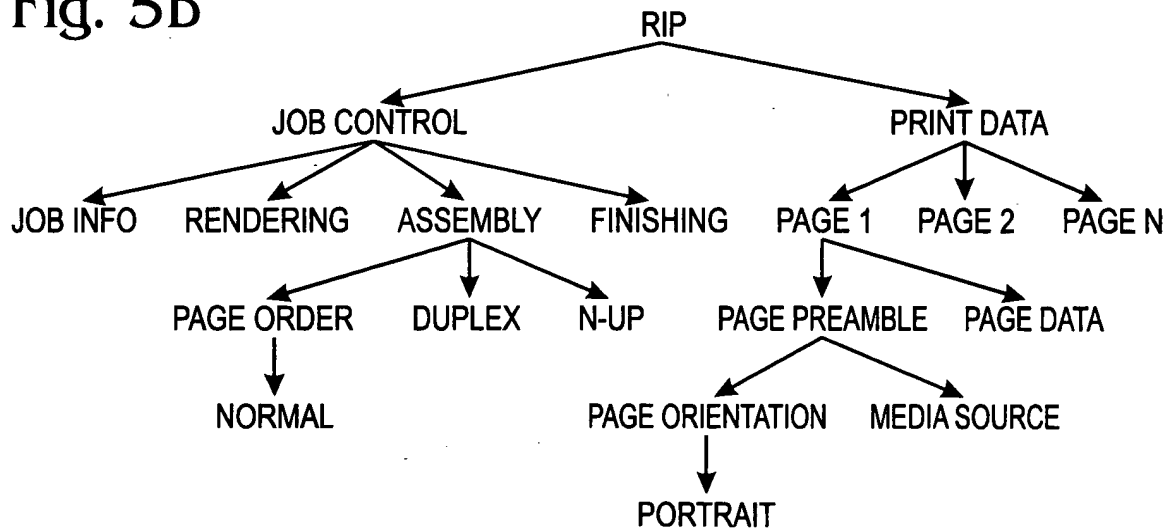 Fig. 5B
RIP
JOB CONTROL PRINT DATA
JOB INFO RENDERING ASSEMBLY FINISHING PAGE 1 PAGE 2 PAGE N
PAGE ORDER DUPLEX N-UP PAGE PREAMBLE PAGE DATA
NORMAL PAGE ORIENTATION MEDIA SOURCE
PORTRAIT